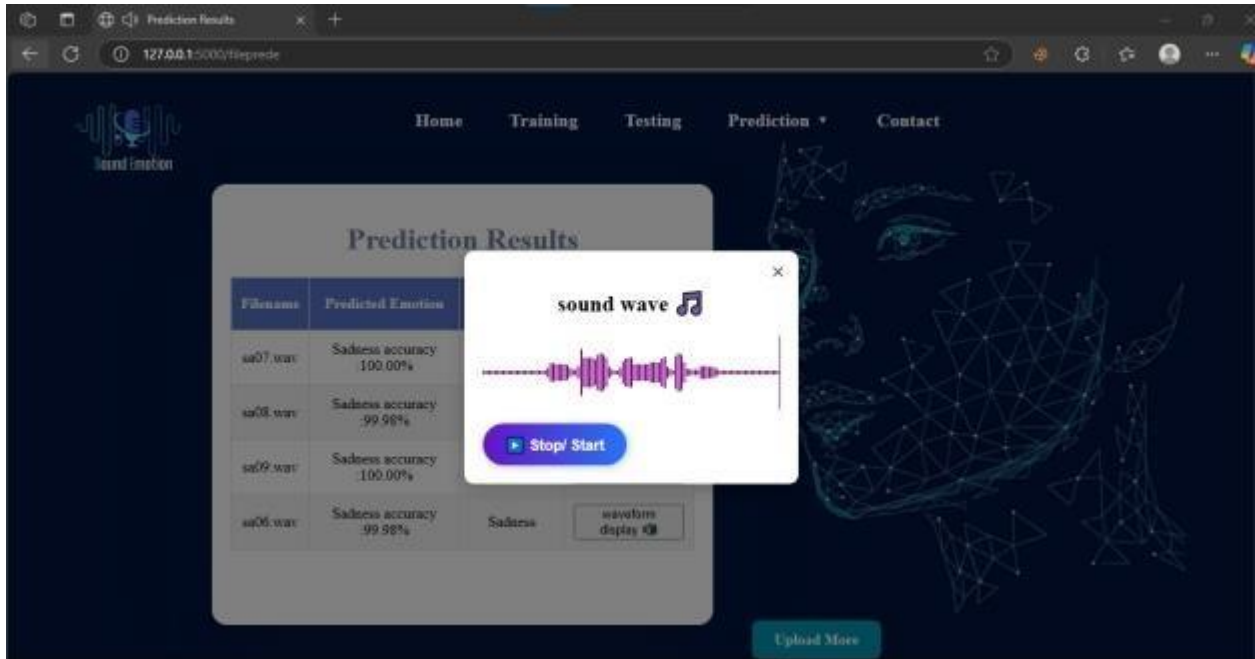 Prediction Results
127.0.0.1:5000/fileprede
Home Training Testing Prediction Contact
Sound Emotion
Prediction Results
Filename Predicted Emotion
sa07.wav Sadness accuracy
:100.00%
sa08.wav Sadness accuracy
:99.98%
sa09.wav Sadness accuracy
:100.00%
sa06.wav Sadness accuracy
:99.98%
Sadness
waveform
display
sound wave
Stop/ Start
Upload More